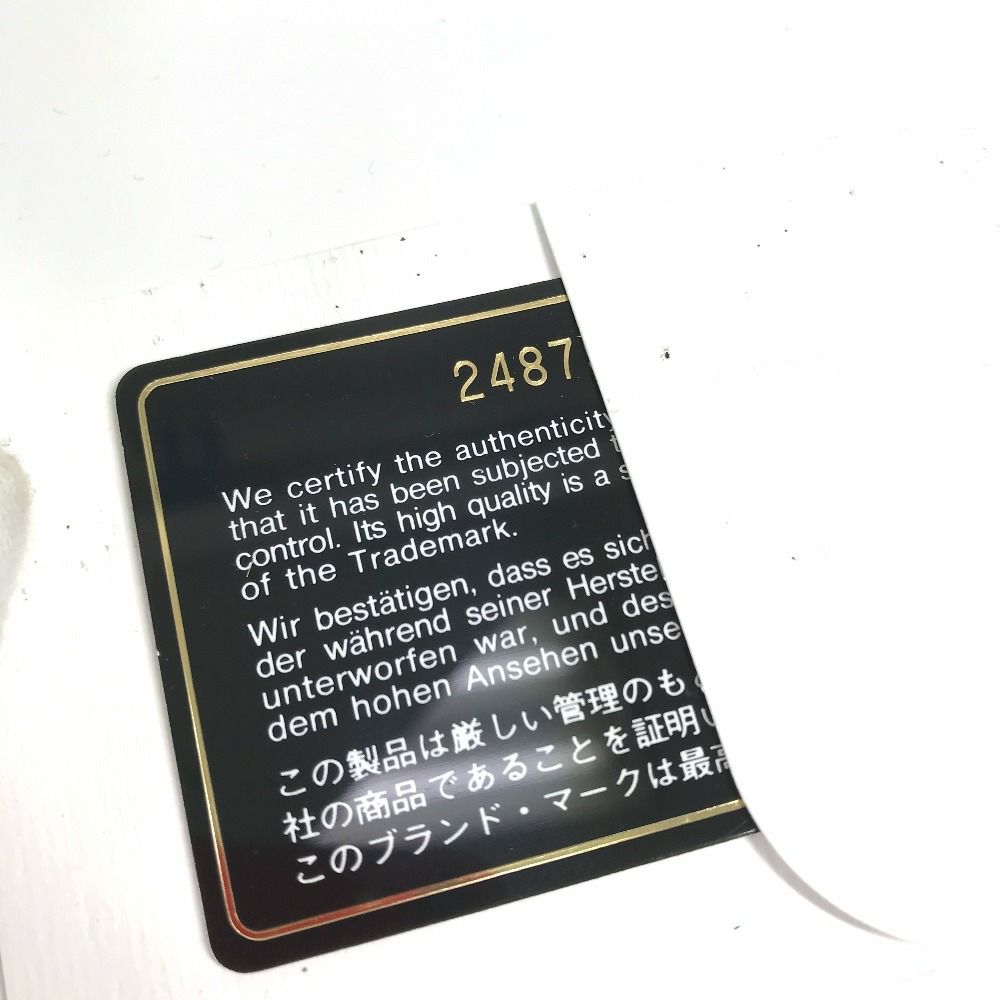 2487
We certify the authenticity
that it has been subjected
control. Its high quality is a
of the Trademark.
Wir bestätigen, dass es sich
der während seiner
unterworfen war, und
dem hohen Ansehen
この製品は厳しい管理のも
社の商品であることを証明
このブランド・マークは最高